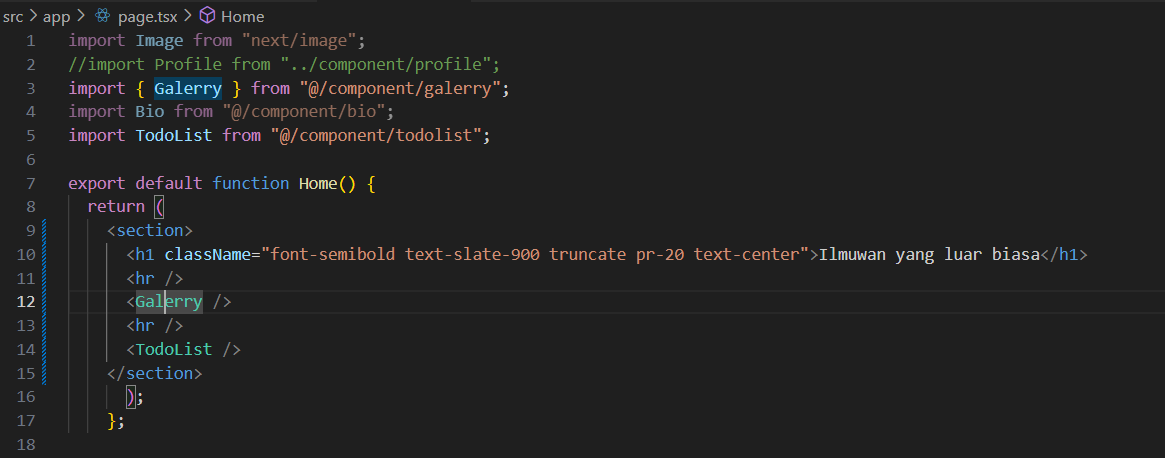 src > app > page.tsx > Home
1 import Image from "next/image";
2 //import Profile from "../component/profile";
3 import { Galerry } from "@/component/galerry";
4 import Bio from "@/component/bio";
5 import TodoList from "@/component/todolist";
6
7 export default function Home() {
8 return (
9 <section>
10 <h1 className="font-semibold text-slate-900 truncate pr-20 text-center">Ilmuwan yang luar biasa</h1>
11 <hr />
12 <Galerry />
13 <hr />
14 <TodoList />
15 </section>
16 );
17 };
18